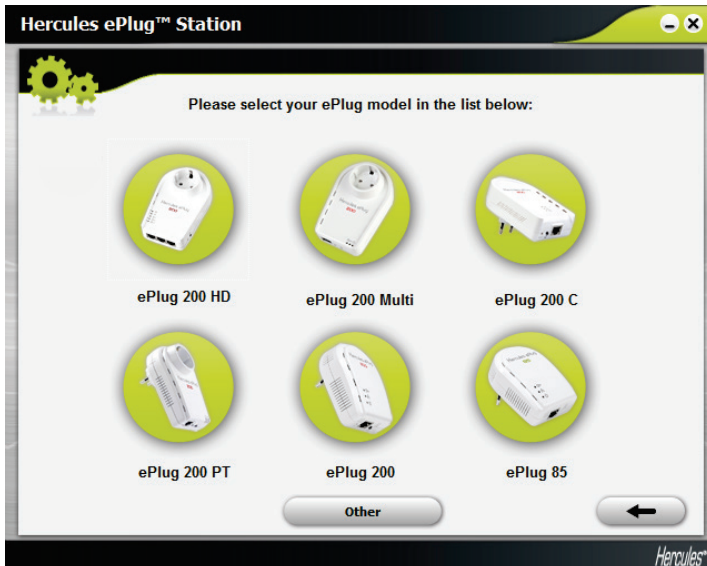 Hercules ePlug™ Station
Please select your ePlug model in the list below:
ePlug 200 HD
ePlug 200 Multi
ePlug 200 C
ePlug 200 PT
ePlug 200
ePlug 85
Other
Hercules™